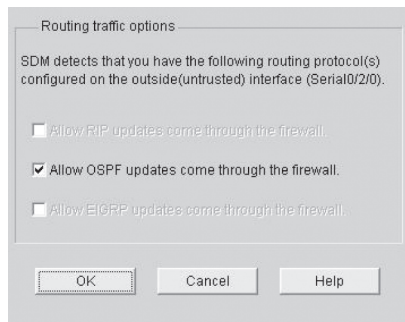 Routing traffic options
SDM detects that you have the following routing protocol(s)
configured on the outside(untrusted) interface (Serial0/2/0).
Allow RIP updates come through the firewall.
Allow OSPF updates come through the firewall.
Allow EIGRP updates come through the firewall.
OK Cancel Help